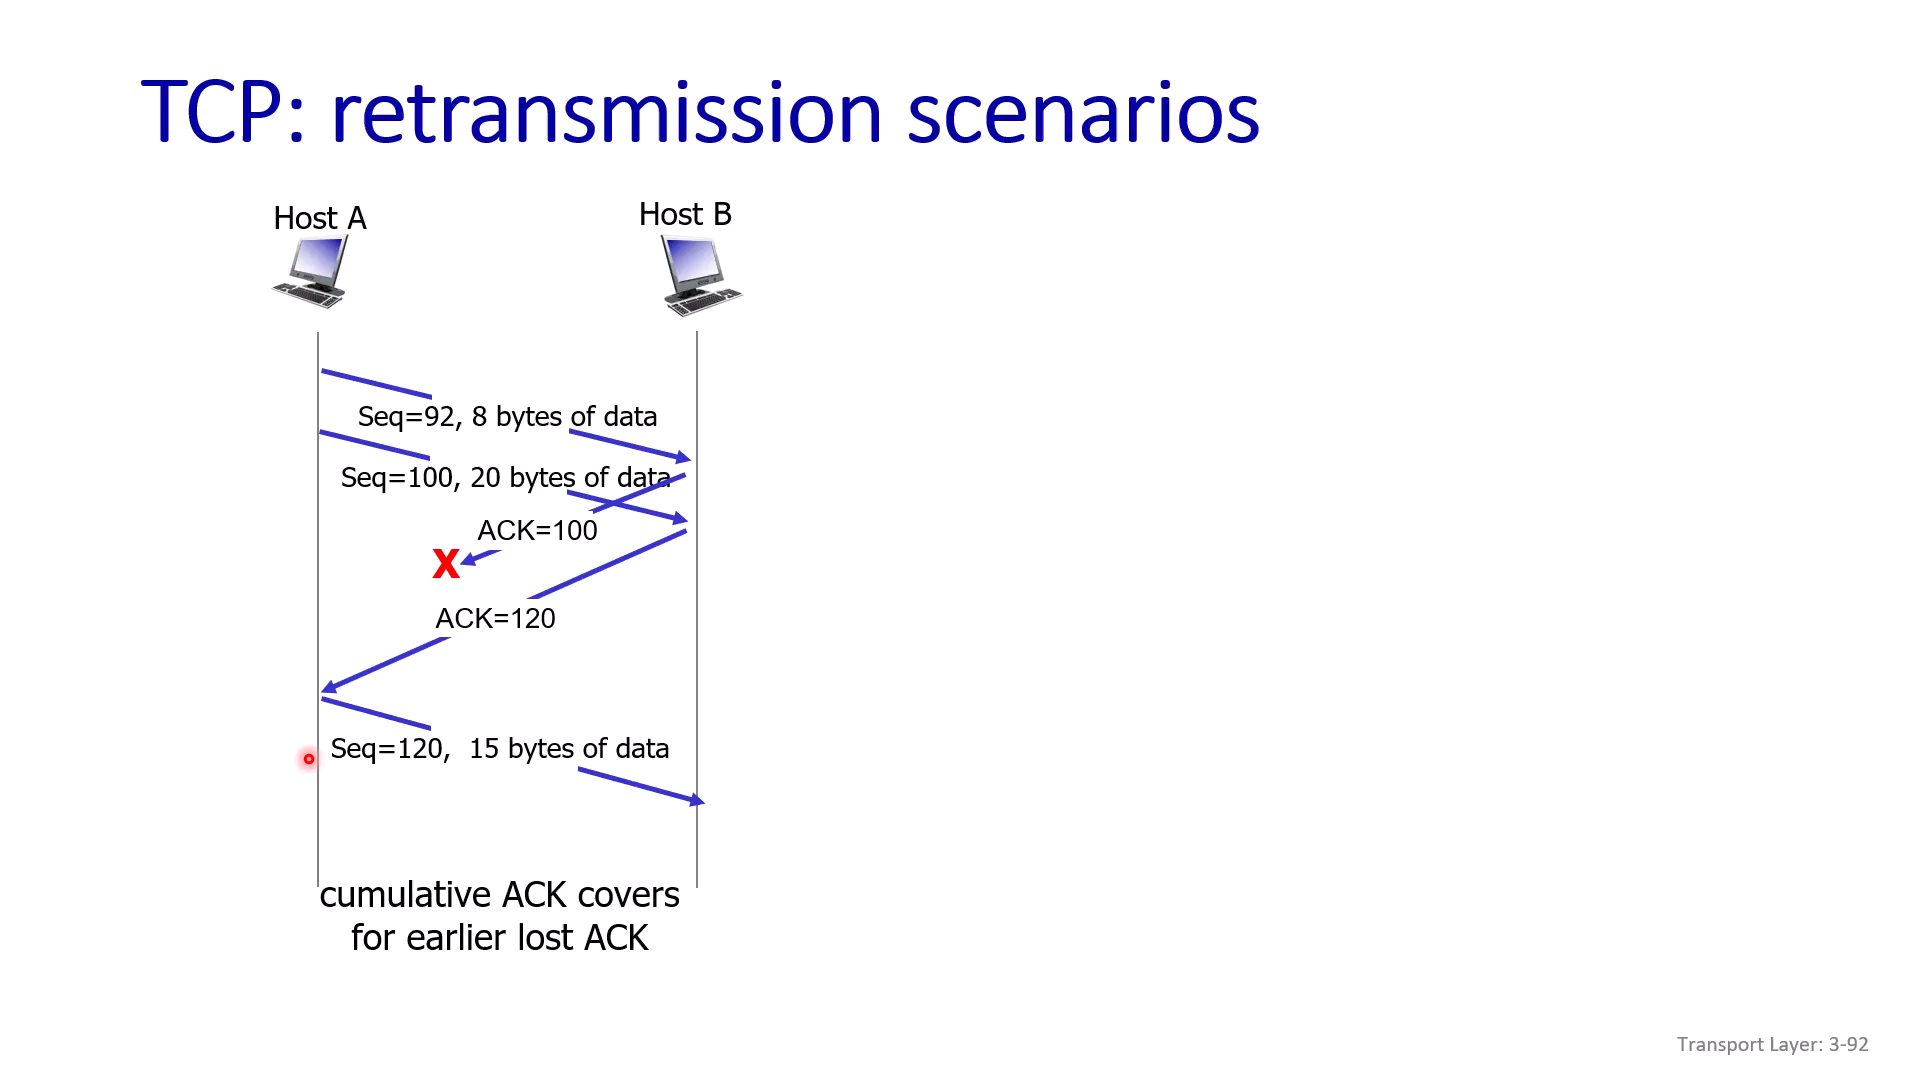 TCP: retransmission scenarios
Host A
Host B
Seq=92, 8 bytes of data
Seq=100, 20 bytes of data
ACK=100
X
ACK=120
Seq=120,  15 bytes of data
cumulative ACK covers
for earlier lost ACK
Transport Layer: 3-92